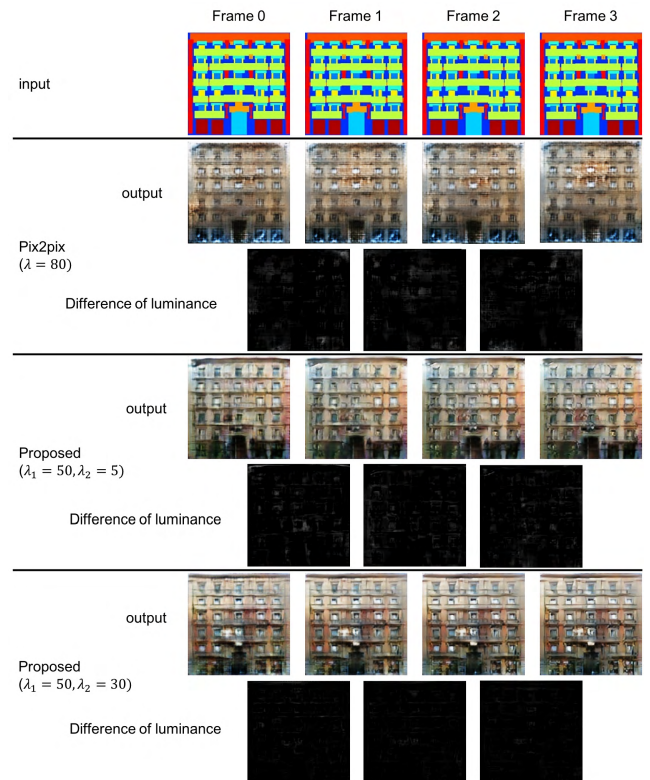 Frame 0 Frame 1 Frame 2 Frame 3
input
output
Pix2pix
(λ = 80)
Difference of luminance
output
Proposed
(λ₁ = 50, λ₂ = 5)
Difference of luminance
output
Proposed
(λ₁ = 50, λ₂ = 30)
Difference of luminance